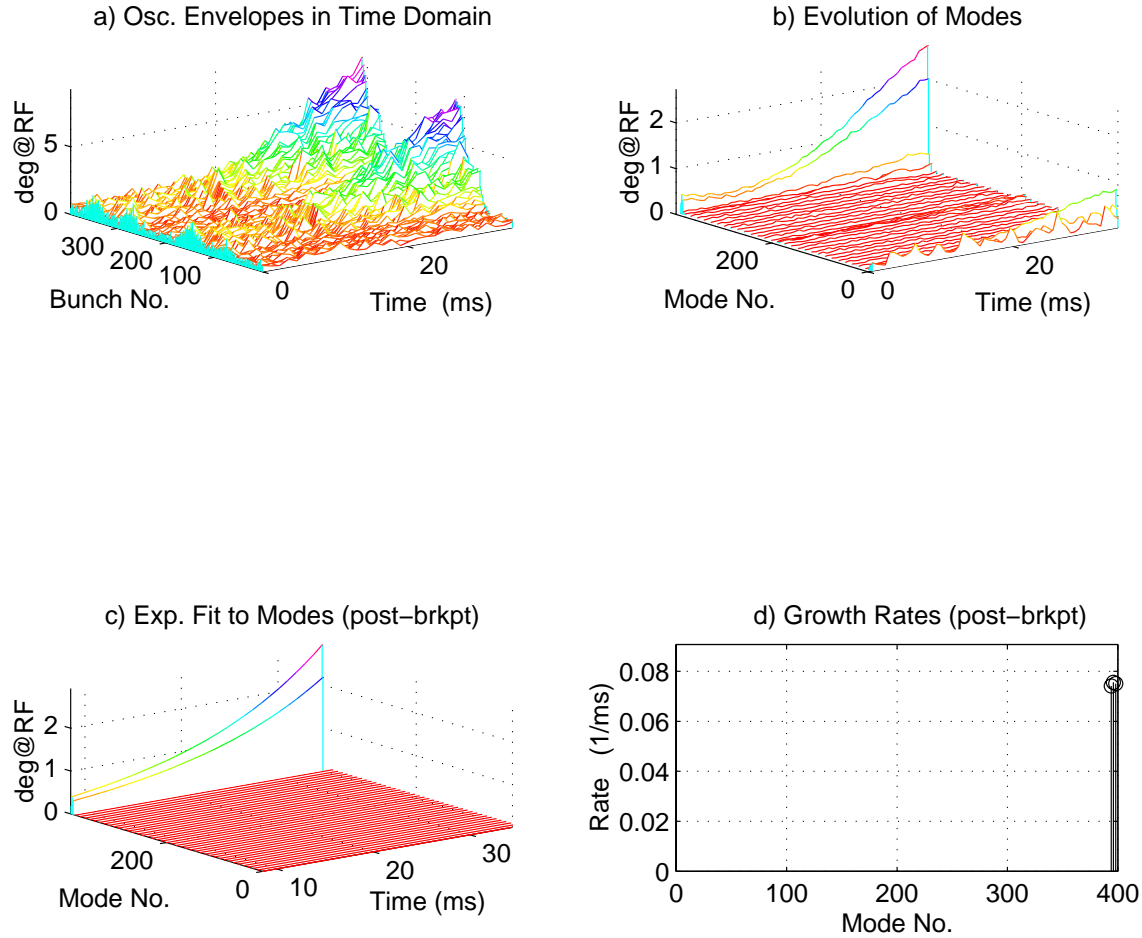 a) Osc. Envelopes in Time Domain
deg@RF
5
0
300
200
100
0
20
Bunch No.
Time (ms)
b) Evolution of Modes
deg@RF
2
1
0
200
0
0
20
Mode No.
Time (ms)
c) Exp. Fit to Modes (post−brkpt)
deg@RF
2
1
0
200
0
10
20
30
Mode No.
Time (ms)
d) Growth Rates (post−brkpt)
Rate (1/ms)
0.08
0.06
0.04
0.02
0
0
100
200
300
400
Mode No.